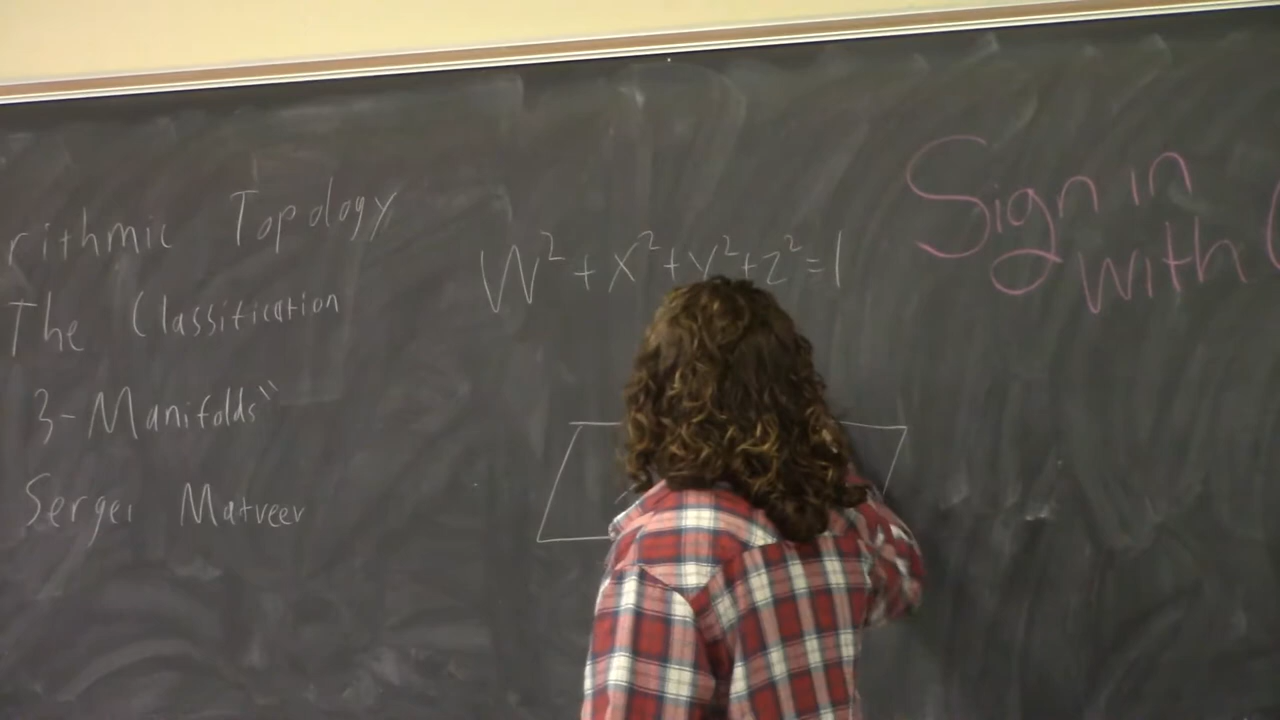 rithmic Topology
The Classification
3-Manifolds"
Sergei Matveev
W²+X²+Y²+Z²=1
Sign in
with